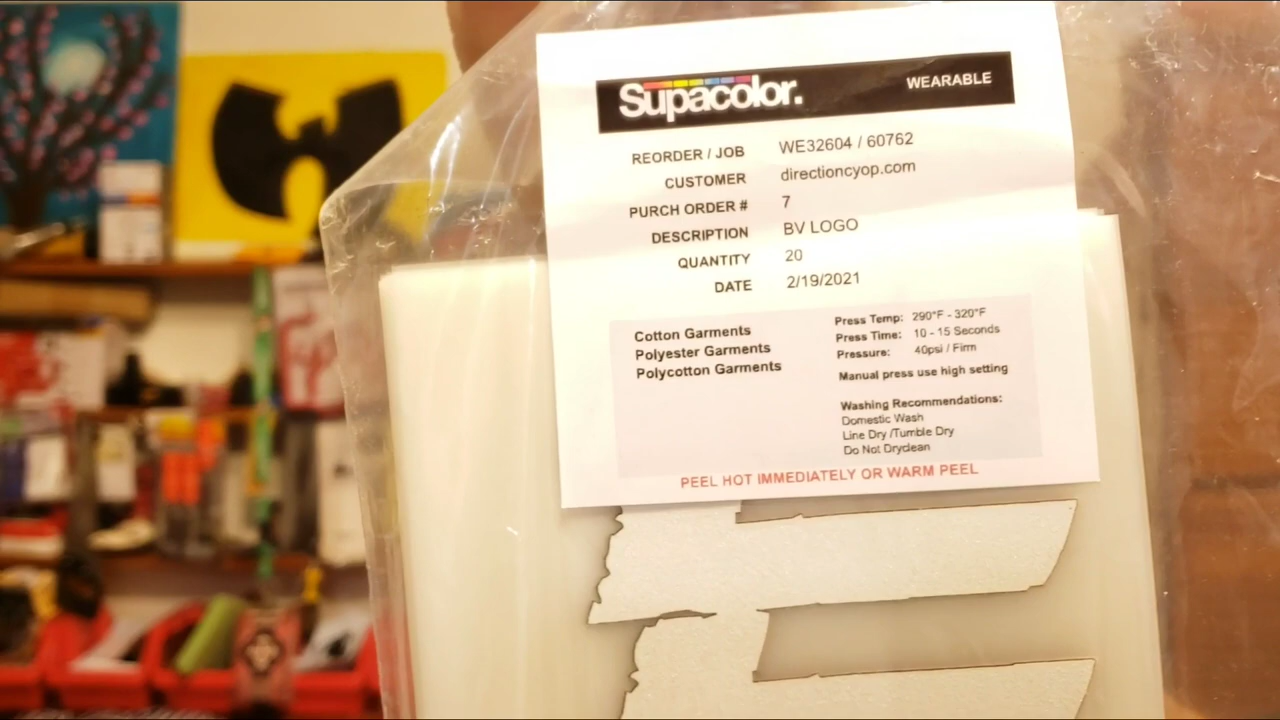 Supacolor.
WEARABLE
REORDER / JOB WE32604 / 60762
CUSTOMER directioncyop.com
PURCH ORDER # 7
DESCRIPTION BV LOGO
QUANTITY 20
DATE 2/19/2021
Cotton Garments
Polyester Garments
Polycotton Garments
Press Temp: 290°F - 320°F
Press Time: 10 - 15 Seconds
Pressure: 40psi / Firm
Manual press use high setting
Washing Recommendations:
Domestic Wash
Line Dry /Tumble Dry
Do Not Dryclean
PEEL HOT IMMEDIATELY OR WARM PEEL